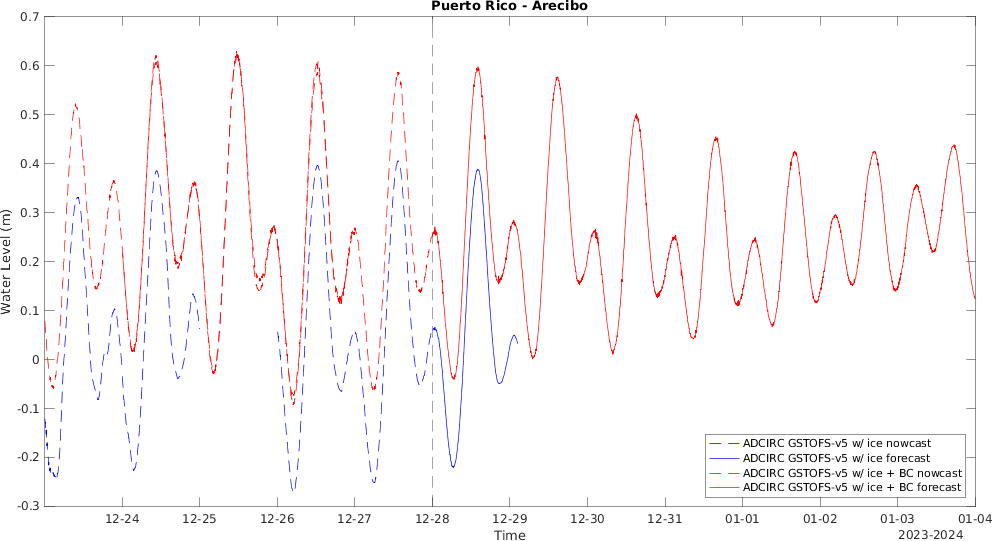 Puerto Rico - Arecibo
Water Level (m)
0.7
0.6
0.5
0.4
0.3
0.2
0.1
0
-0.1
-0.2
-0.3
ADCIRC GSTOFS-v5 w/ ice nowcast
ADCIRC GSTOFS-v5 w/ ice forecast
ADCIRC GSTOFS-v5 w/ ice + BC nowcast
ADCIRC GSTOFS-v5 w/ ice + BC forecast
12-24 12-25 12-26 12-27 12-28 12-29 12-30 12-31 01-01 01-02 01-03 01-04
Time
2023-2024